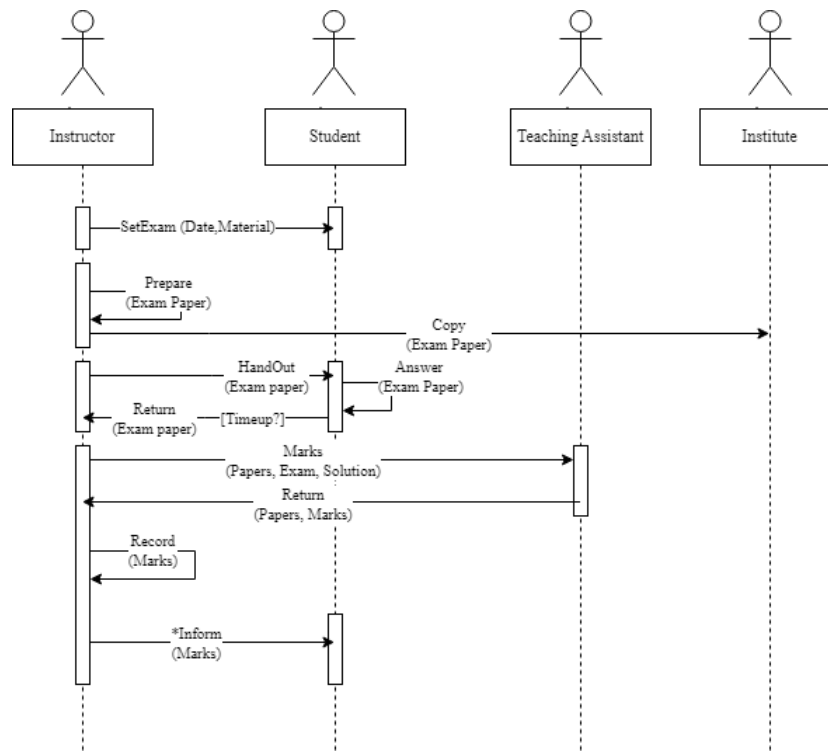 Instructor
Student
Teaching Assistant
Institute
SetExam (Date,Material)
Prepare
(Exam Paper)
Copy
(Exam Paper)
HandOut
(Exam paper)
Answer
(Exam Paper)
Return
(Exam paper)
[Timeup?]
Marks
(Papers, Exam, Solution)
Return
(Papers, Marks)
Record
(Marks)
*Inform
(Marks)